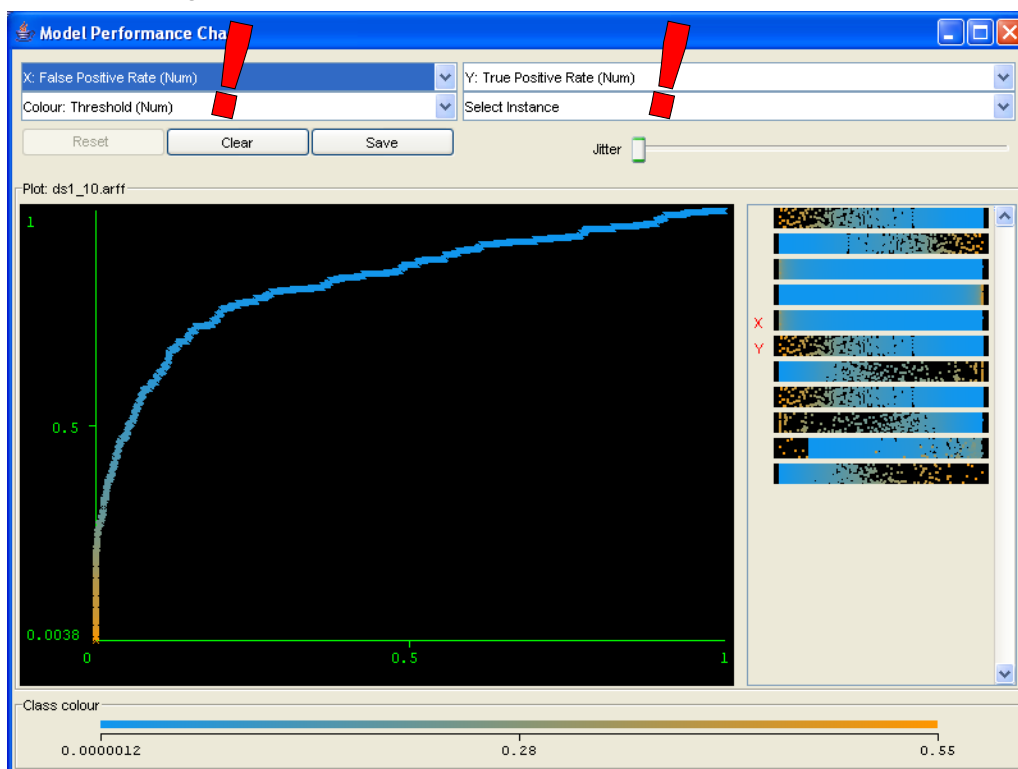 Model Performance Cha
X: False Positive Rate (Num)
Y: True Positive Rate (Num)
Colour: Threshold (Num)
Select Instance
Reset
Clear
Save
Jitter
Plot: ds1_10.arff
1
0.5
0.0038
0
0.5
1
X
Y
Class colour
0.0000012
0.28
0.55